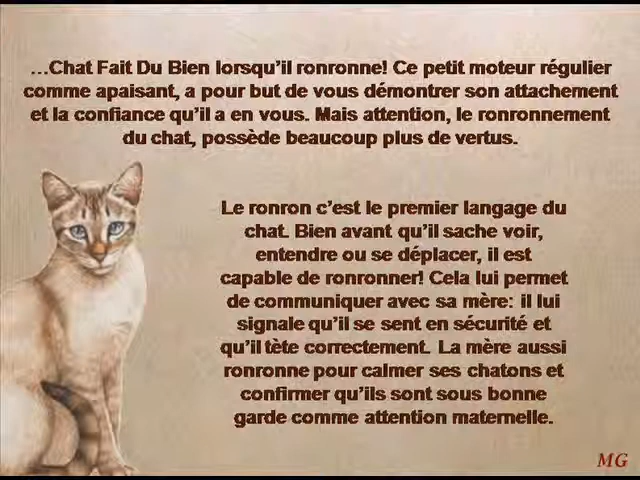 …Chat Fait Du Bien lorsqu'il ronronne! Ce petit moteur régulier
comme apaisant, a pour but de vous démontrer son attachement
et la confiance qu'il a en vous. Mais attention, le ronronnement
du chat, possède beaucoup plus de vertus.
Le ronron c'est le premier langage du
chat. Bien avant qu'il sache voir,
entendre ou se déplacer, il est
capable de ronronner! Cela lui permet
de communiquer avec sa mère: il lui
signale qu'il se sent en sécurité et
qu'il tète correctement. La mère aussi
ronronne pour calmer ses chatons et
confirmer qu'ils sont sous bonne
garde comme attention maternelle.
MG